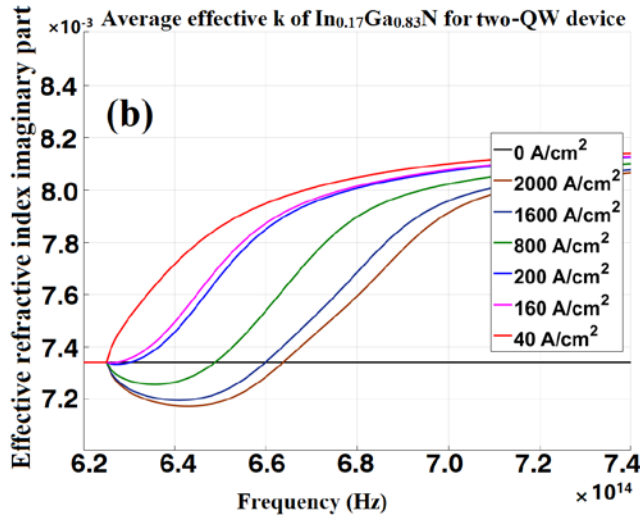 ×10⁻³ Average effective k of In₀.₁₇Ga₀.₈₃N for two-QW device
(b)
Effective refractive index imaginary part
8.4
8.2
8.0
7.8
7.6
7.4
7.2
0 A/cm²
2000 A/cm²
1600 A/cm²
800 A/cm²
200 A/cm²
160 A/cm²
40 A/cm²
6.2 6.4 6.6 6.8 7.0 7.2 7.4
Frequency (Hz) ×10¹⁴